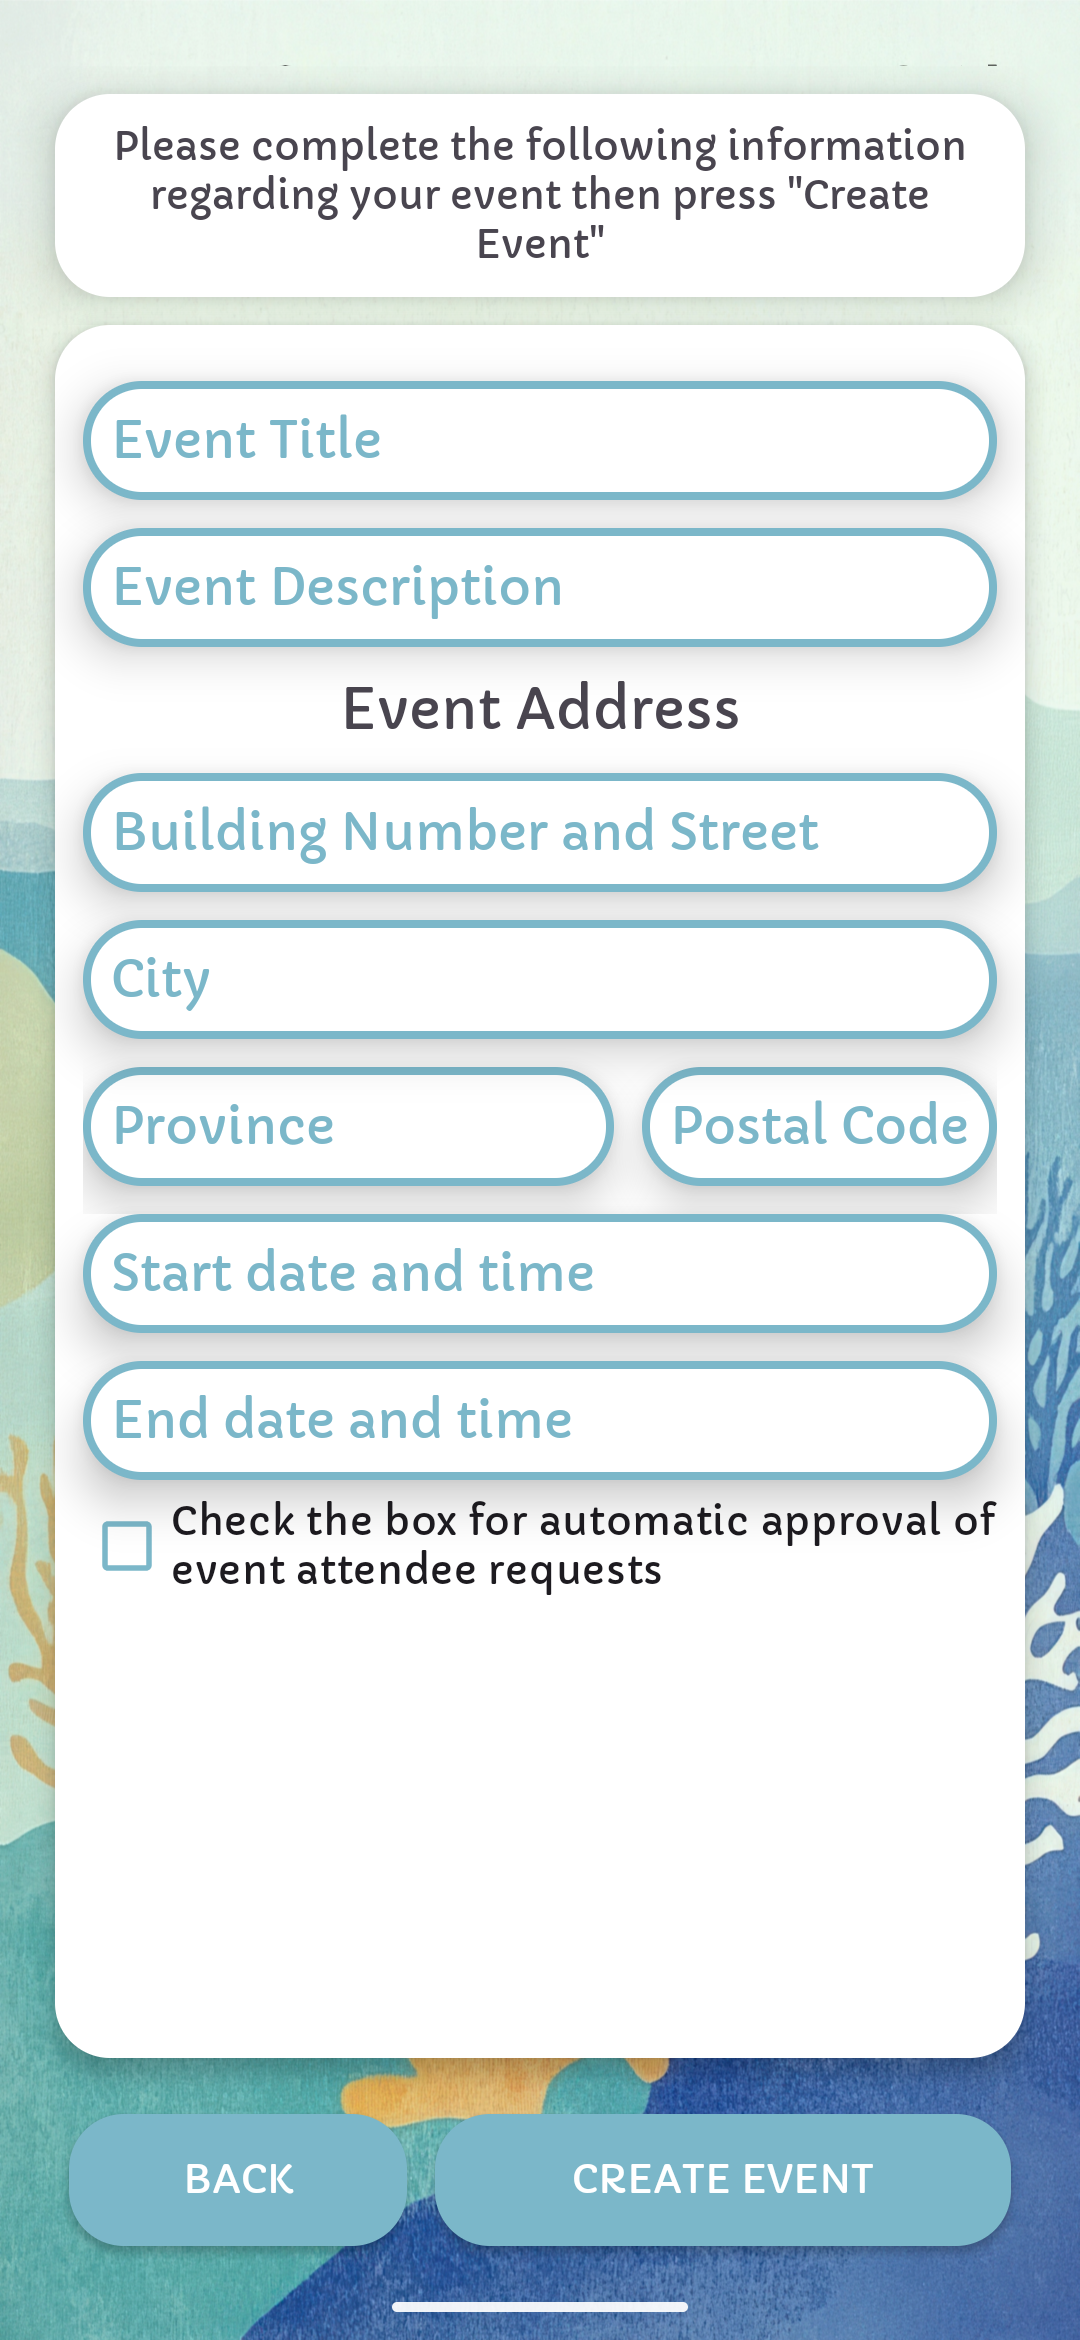 Please complete the following information
regarding your event then press "Create
Event"
Event Title
Event Description
Event Address
Building Number and Street
City
Province
Postal Code
Start date and time
End date and time
Check the box for automatic approval of
event attendee requests
BACK
CREATE EVENT